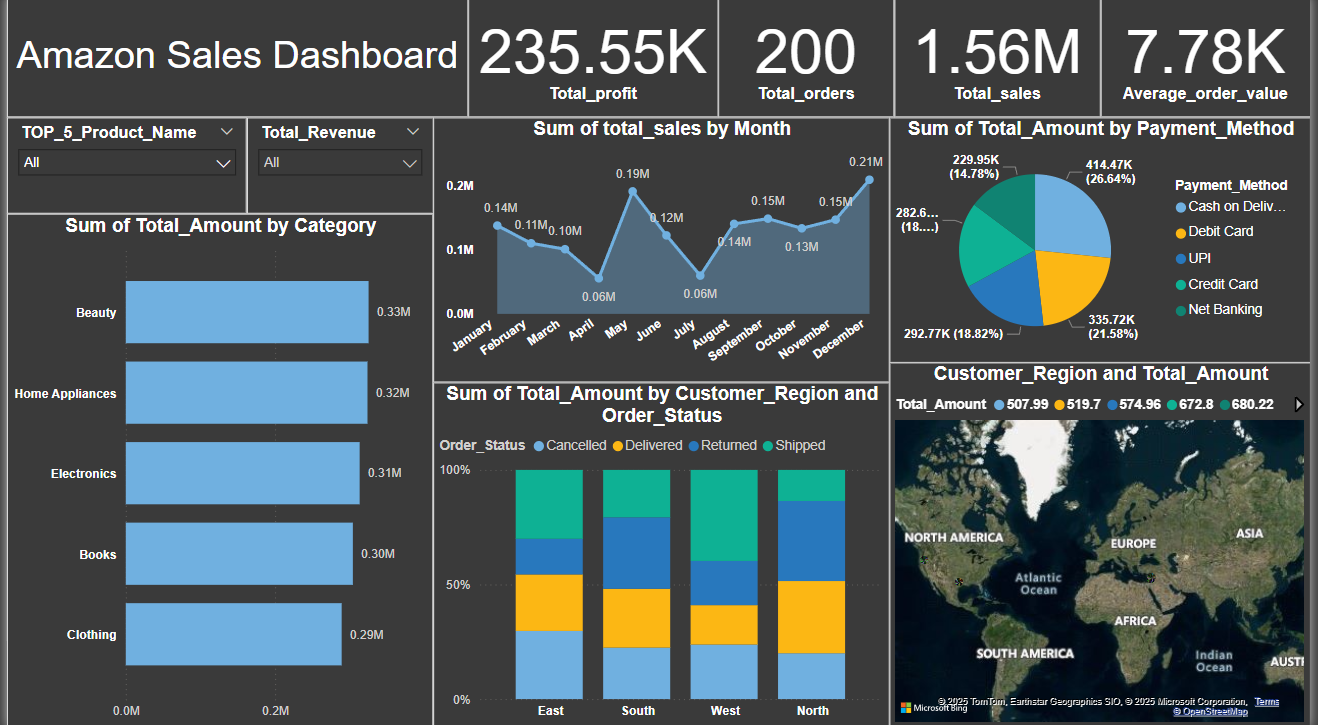 Amazon Sales Dashboard
235.55K
Total_profit
200
Total_orders
1.56M
Total_sales
7.78K
Average_order_value
TOP_5_Product_Name
All
Total_Revenue
All
Sum of Total_Amount by Category
Beauty
0.33M
Home Appliances
0.32M
Electronics
0.31M
Books
0.30M
Clothing
0.29M
0.0M
0.2M
Sum of total_sales by Month
0.2M
0.1M
0.0M
0.14M
0.11M
0.10M
0.06M
0.19M
0.12M
0.06M
0.14M
0.15M
0.13M
0.15M
0.21M
January
February
March
April
May
June
July
August
September
October
November
December
Sum of Total_Amount by Customer_Region and
Order_Status
Order_Status
Cancelled
Delivered
Returned
Shipped
100%
50%
0%
East
South
West
North
Sum of Total_Amount by Payment_Method
229.95K
(14.78%)
414.47K
(26.64%)
282.6…
(18.…)
292.77K (18.82%)
335.72K
(21.58%)
Payment_Method
Cash on Deliv…
Debit Card
UPI
Credit Card
Net Banking
Customer_Region and Total_Amount
Total_Amount
507.99
519.7
574.96
672.8
680.22
NORTH AMERICA
EUROPE
ASIA
Atlantic
Ocean
AFRICA
SOUTH AMERICA
Indian
Ocean
AUSTI
Microsoft Bing
© 2025 TomTom, Earthstar Geographics SIO, © 2025 Microsoft Corporation, Terms
© OpenStreetMap